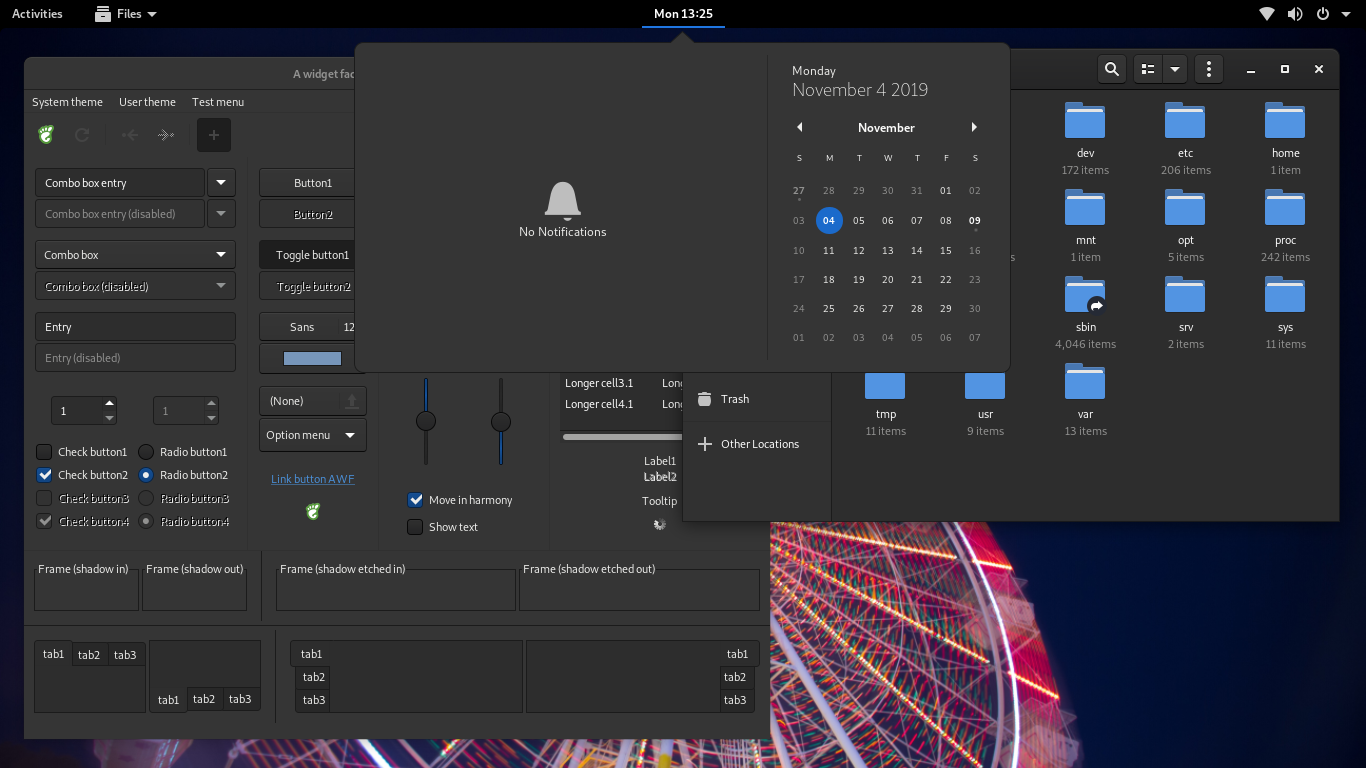 Activities Files Mon 13:25
A widget fac
System theme User theme Test menu
Combo box entry
Combo box entry (disabled)
Combo box
Combo box (disabled)
Entry
Entry (disabled)
1 1
Check button1 Radio button1
Check button2 Radio button2
Check button3 Radio button3
Check button4 Radio button4
Button1
Button2
Toggle button1
Toggle button2
Sans 12
(None)
Option menu
Link button AWF
Move in harmony
Show text
Longer cell3.1 Long
Longer cell4.1 Long
Label1
Label2
Tooltip
Frame (shadow in) Frame (shadow out) Frame (shadow etched in) Frame (shadow etched out)
tab1 tab2 tab3
tab1 tab2 tab3
tab1
tab2
tab3
tab1
tab2
tab3
No Notifications
Monday
November 4 2019
November
S M T W T F S
27 28 29 30 31 01 02
03 04 05 06 07 08 09
10 11 12 13 14 15 16
17 18 19 20 21 22 23
24 25 26 27 28 29 30
01 02 03 04 05 06 07
Trash
Other Locations
dev etc home
172 items 206 items 1 item
mnt opt proc
1 item 5 items 242 items
sbin srv sys
4,046 items 2 items 11 items
tmp usr var
11 items 9 items 13 items